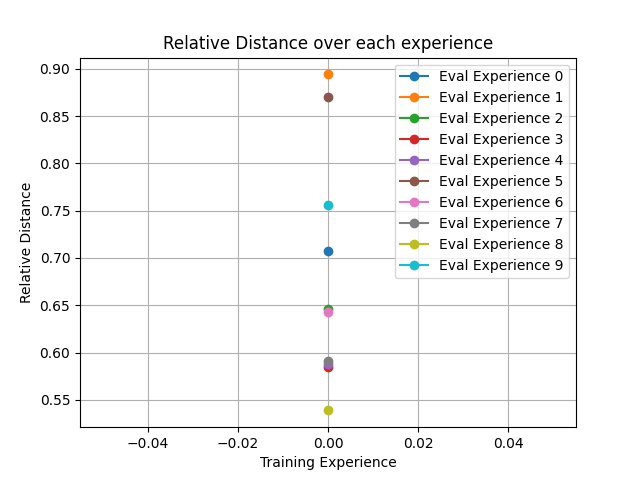 Relative Distance over each experience
Relative Distance
0.90
0.85
0.80
0.75
0.70
0.65
0.60
0.55
Eval Experience 0
Eval Experience 1
Eval Experience 2
Eval Experience 3
Eval Experience 4
Eval Experience 5
Eval Experience 6
Eval Experience 7
Eval Experience 8
Eval Experience 9
−0.04 −0.02 0.00 0.02 0.04
Training Experience